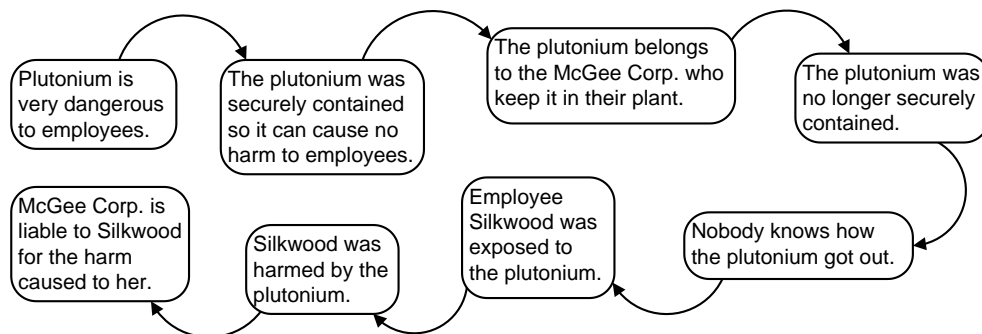 Plutonium is
very dangerous
to employees.
The plutonium was
securely contained
so it can cause no
harm to employees.
The plutonium belongs
to the McGee Corp. who
keep it in their plant.
The plutonium was
no longer securely
contained.
Nobody knows how
the plutonium got out.
Employee
Silkwood was
exposed to
the plutonium.
Silkwood was
harmed by the
plutonium.
McGee Corp. is
liable to Silkwood
for the harm
caused to her.